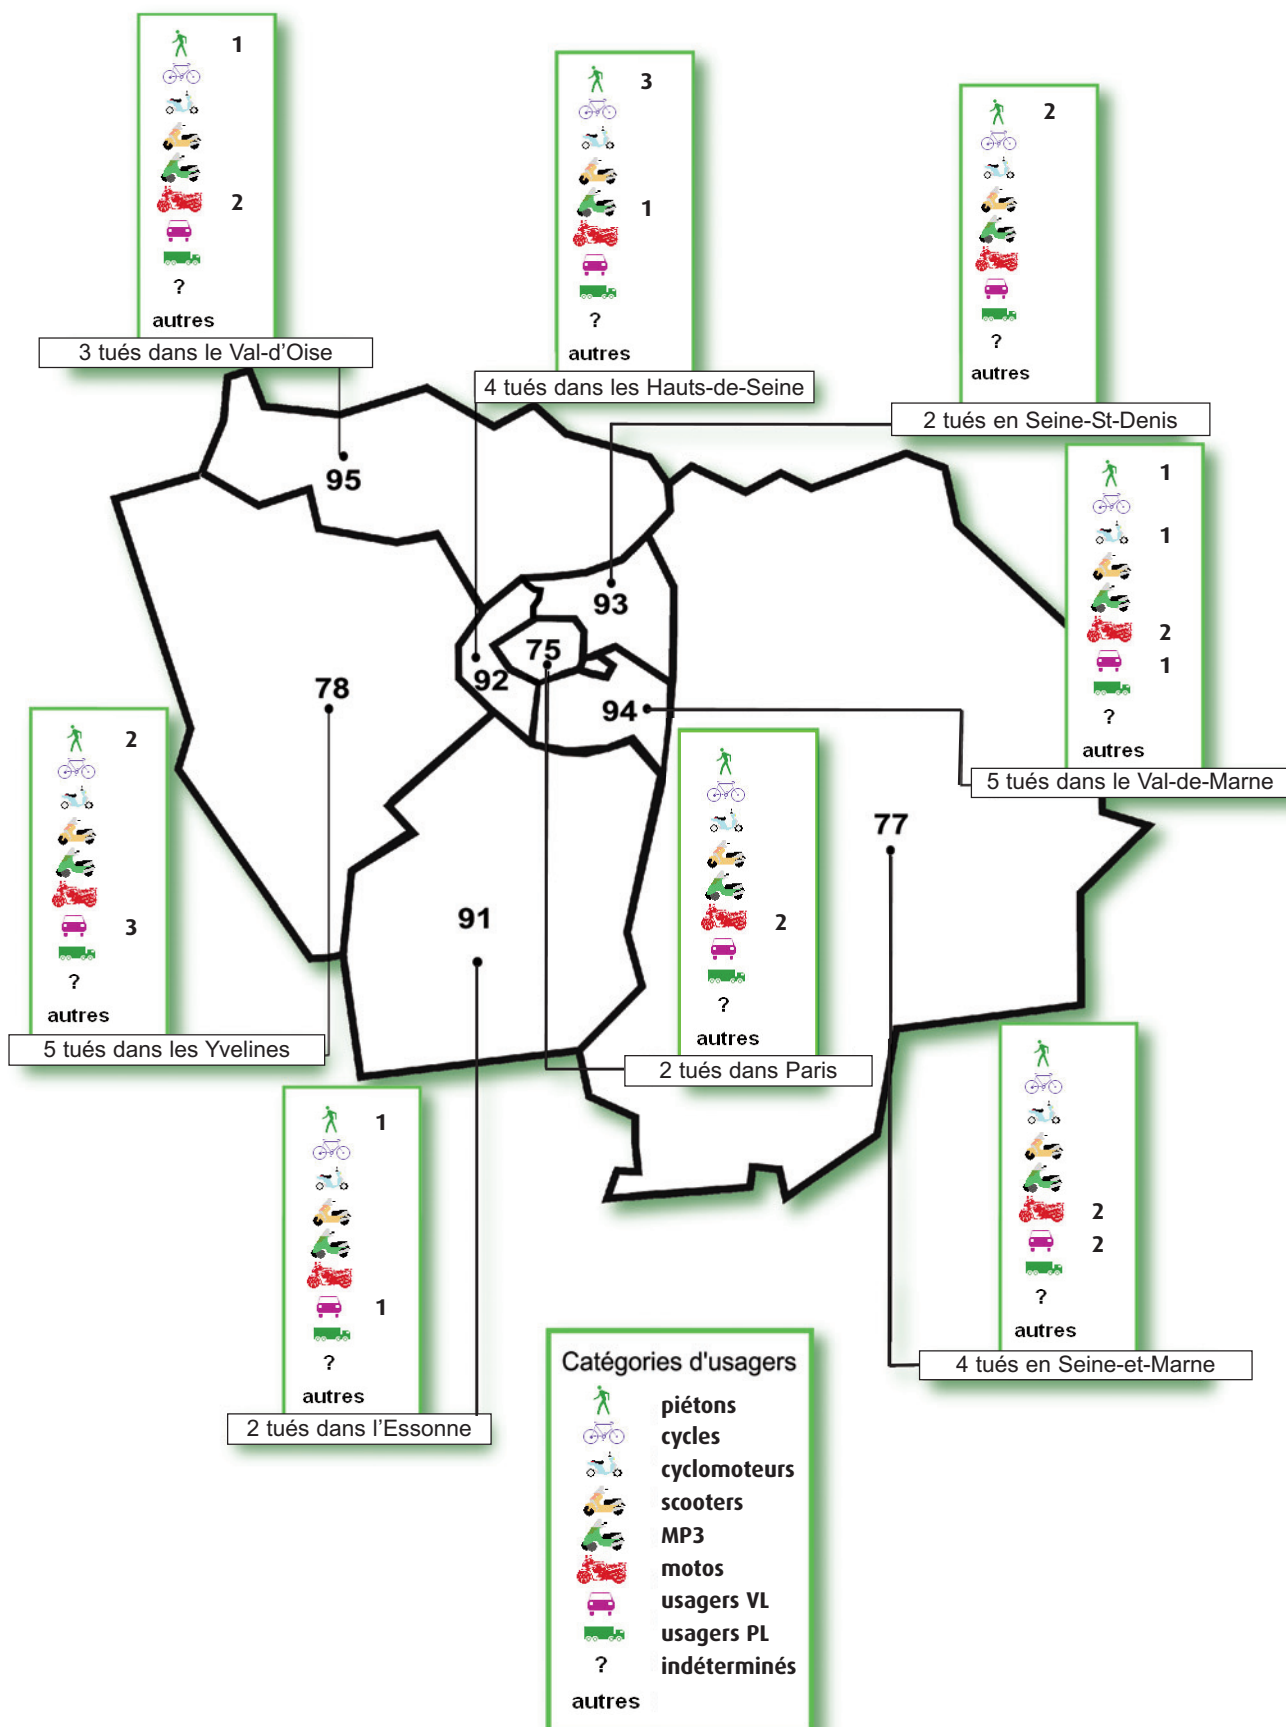 1
2
?
autres
3 tués dans le Val-d'Oise
3
1
?
autres
4 tués dans les Hauts-de-Seine
2
?
autres
2 tués en Seine-St-Denis
1
1
2
1
?
autres
5 tués dans le Val-de-Marne
95
93
75
92
78
94
77
91
2
3
?
autres
5 tués dans les Yvelines
2
?
autres
2 tués dans Paris
1
1
?
autres
2 tués dans l'Essonne
2
2
?
autres
4 tués en Seine-et-Marne
Catégories d'usagers
piétons
cycles
cyclomoteurs
scooters
MP3
motos
usagers VL
usagers PL
? indéterminés
autres